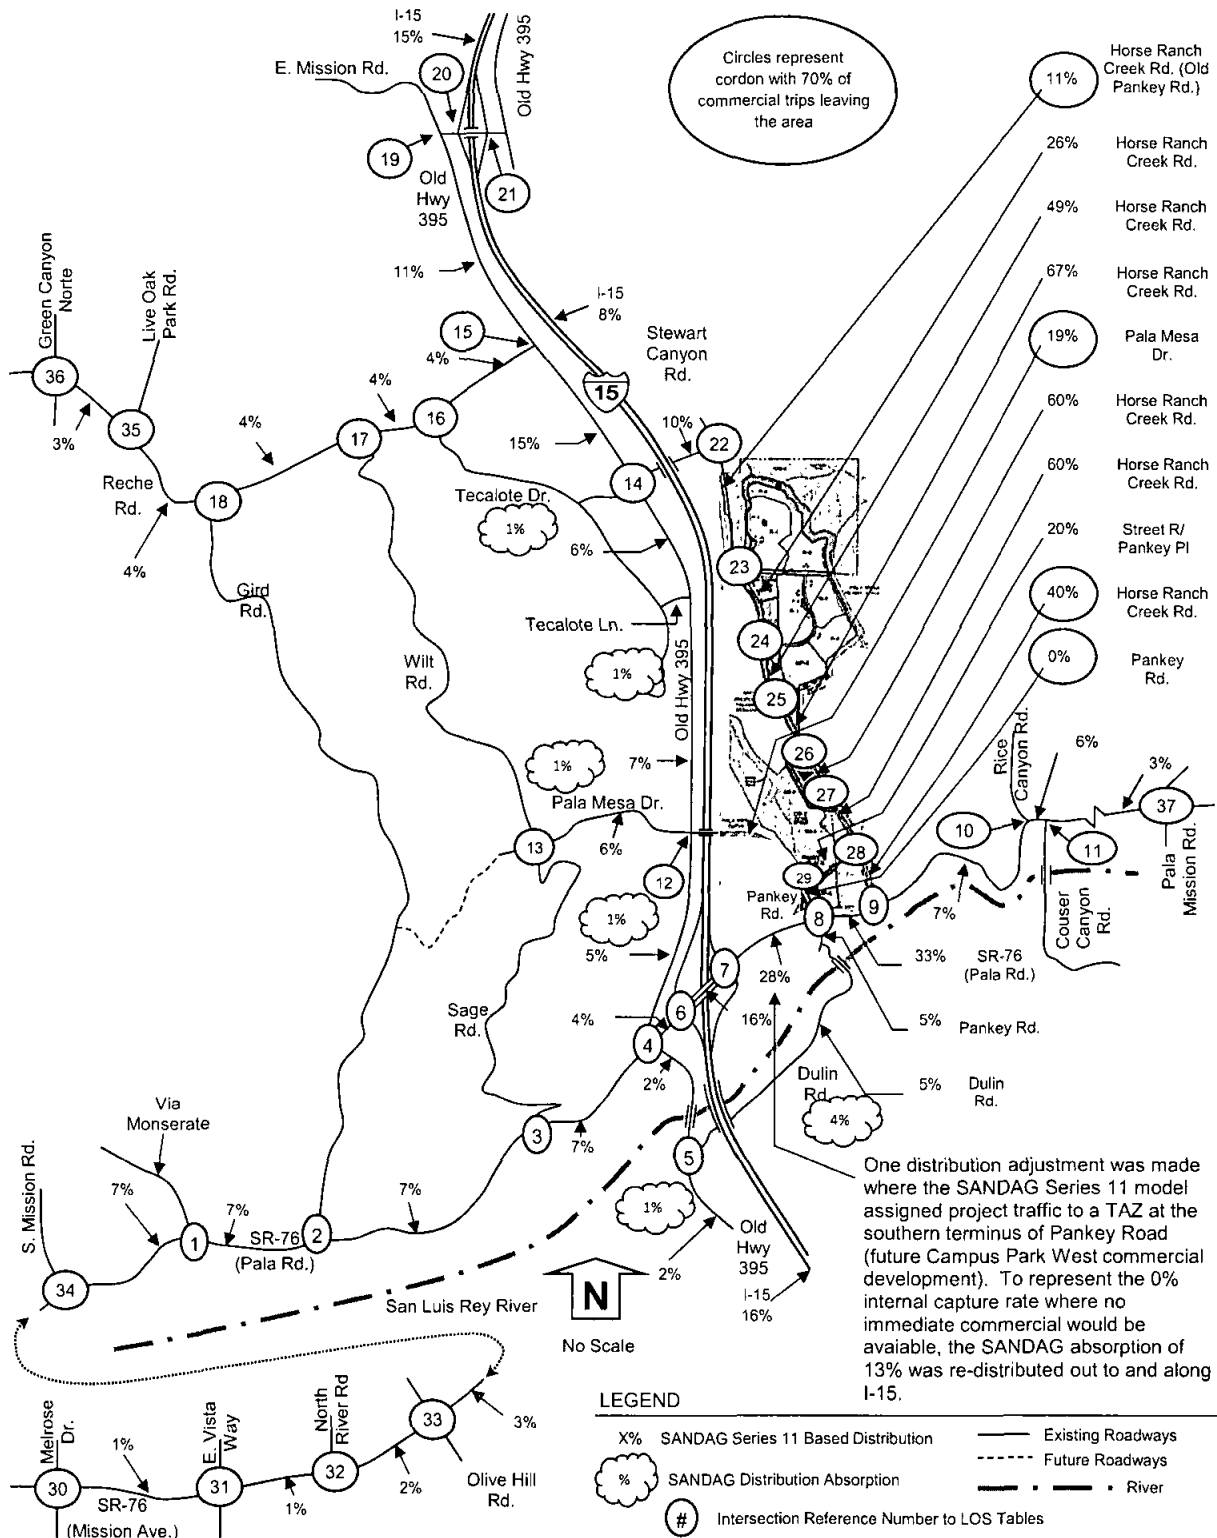 I-15
15%
Old Hwy 395
E. Mission Rd.
20
19
21
Old
Hwy
395
Circles represent
cordon with 70% of
commercial trips leaving
the area
11%
Horse Ranch
Creek Rd. (Old
Pankey Rd.)
26%
Horse Ranch
Creek Rd.
49%
Horse Ranch
Creek Rd.
67%
Horse Ranch
Creek Rd.
19%
Pala Mesa
Dr.
60%
Horse Ranch
Creek Rd.
60%
Horse Ranch
Creek Rd.
20%
Street R/
Pankey Pl
40%
Horse Ranch
Creek Rd.
0%
Pankey
Rd.
11%
I-15
8%
Stewart
Canyon
Rd.
15
Green Canyon
Norte
Live Oak
Park Rd.
15
4%
36
4%
16
3%
35
4%
17
15%
10%
22
Reche
Rd.
18
4%
Tecalote Dr.
1%
14
6%
23
Gird
Rd.
Tecalote Ln.
24
Wilt
Rd.
1%
Old Hwy 395
25
1%
7%
26
27
Pala Mesa Dr.
6%
13
12
28
29
Pankey
Rd.
8
9
Rice
Canyon Rd.
6%
3%
37
10
11
7%
Couser
Canyon
Rd.
Pala
Mission Rd.
1%
5%
7
28%
33%
SR-76
(Pala Rd.)
Sage
Rd.
6
4%
16%
5%
Pankey Rd.
4
2%
Dulin
Rd.
4%
5%
Dulin
Rd.
Via
Monserate
3
7%
5
S. Mission Rd.
7%
7%
7%
1
SR-76
(Pala Rd.)
2
1%
34
Old
Hwy
395
2%
I-15
16%
San Luis Rey River
N
No Scale
One distribution adjustment was made
where the SANDAG Series 11 model
assigned project traffic to a TAZ at the
southern terminus of Pankey Road
(future Campus Park West commercial
development). To represent the 0%
internal capture rate where no
immediate commercial would be
avaiable, the SANDAG absorption of
13% was re-distributed out to and along
I-15.
Melrose
Dr.
1%
E. Vista
Way
North
River Rd
33
3%
30
SR-76
(Mission Ave.)
31
1%
32
2%
Olive Hill
Rd.
LEGEND
X% SANDAG Series 11 Based Distribution
% SANDAG Distribution Absorption
# Intersection Reference Number to LOS Tables
Existing Roadways
Future Roadways
River